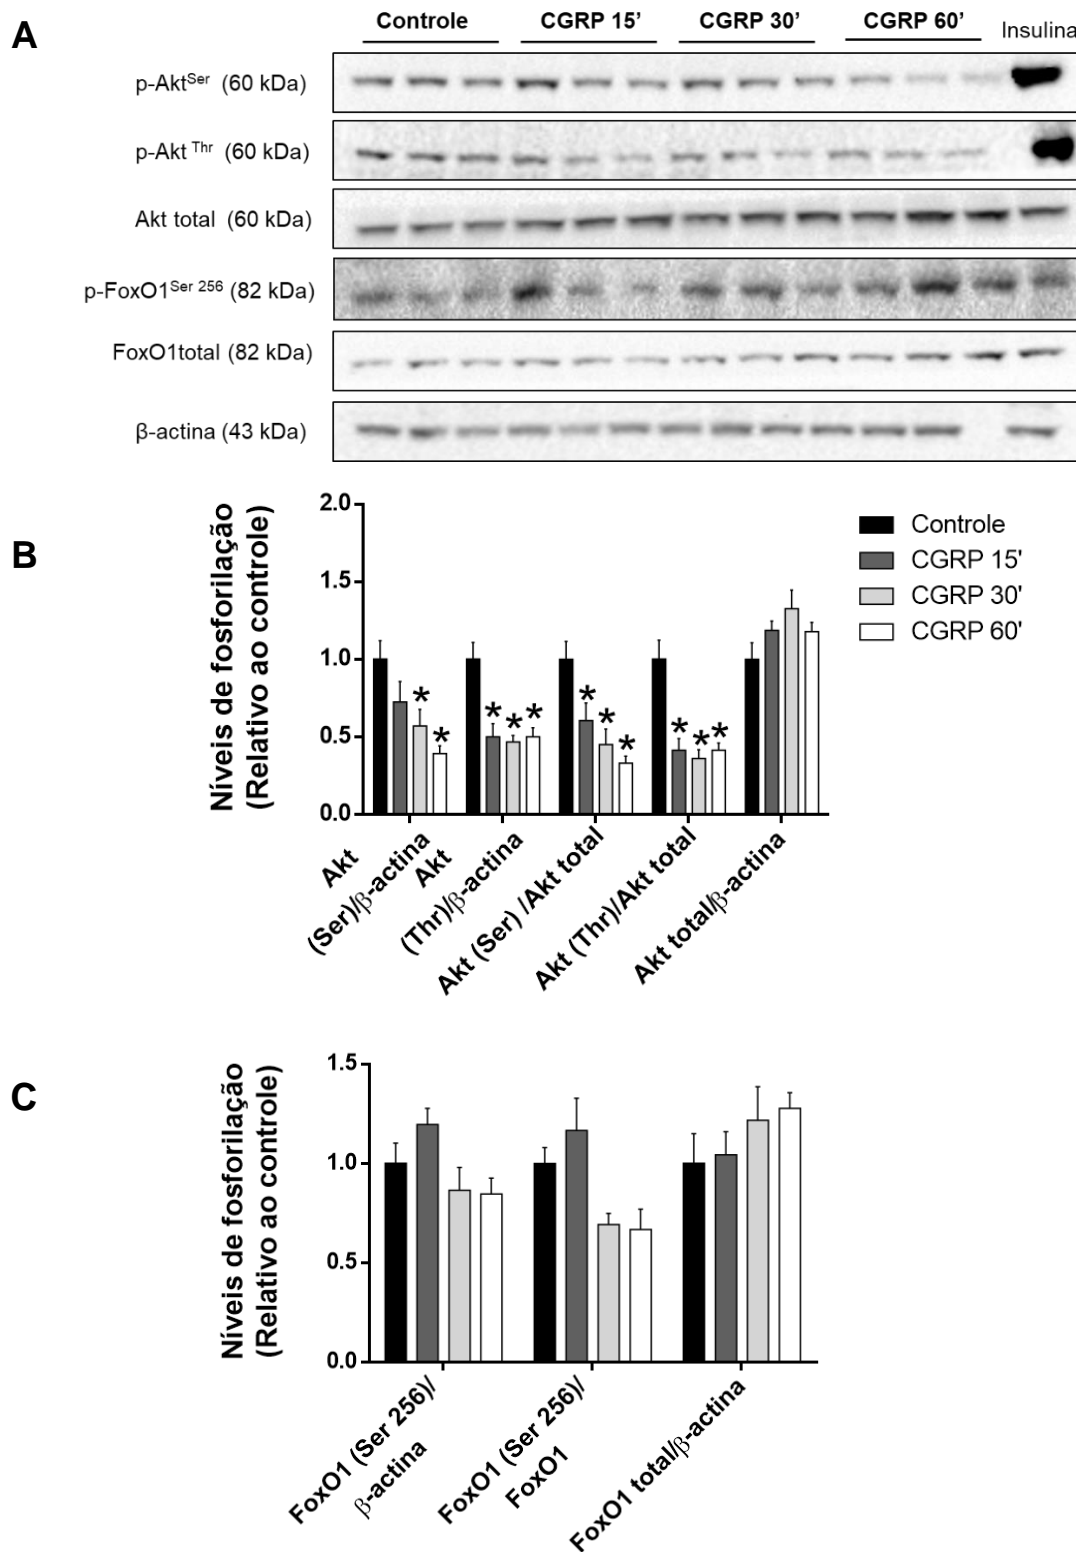 A
Controle CGRP 15’ CGRP 30’ CGRP 60’ Insulina
p-AktSer (60 kDa)
p-Akt Thr (60 kDa)
Akt total (60 kDa)
p-FoxO1Ser 256 (82 kDa)
FoxO1total (82 kDa)
β-actina (43 kDa)
B
Níveis de fosforilação
(Relativo ao controle)
2.0
1.5
1.0
0.5
0.0
* * * * * * * * * * *
Akt
(Ser)/β-actina
Akt
(Thr)/β-actina
Akt (Ser) /Akt total
Akt (Thr)/Akt total
Akt total/β-actina
Controle
CGRP 15'
CGRP 30'
CGRP 60'
C
Níveis de fosforilação
(Relativo ao controle)
1.5
1.0
0.5
0.0
FoxO1 (Ser 256)/
β-actina
FoxO1 (Ser 256)/
FoxO1
FoxO1 total/β-actina